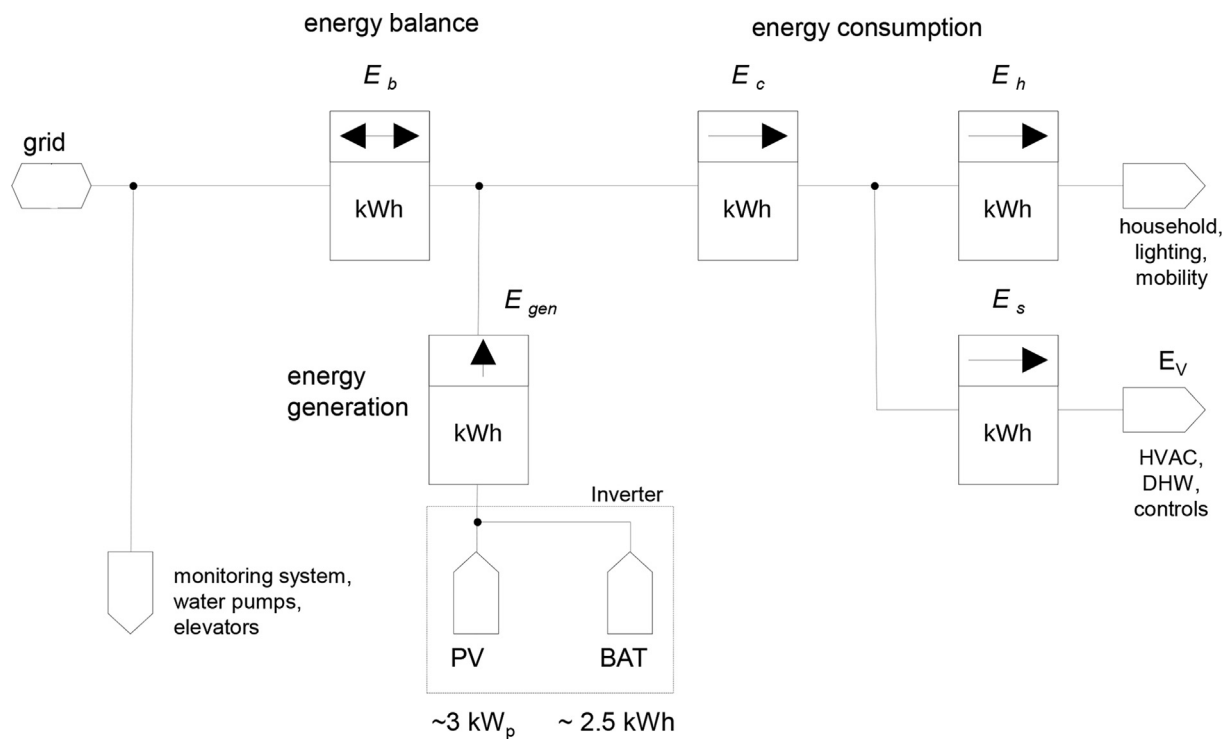 energy balance
energy consumption
E b
E c
E h
grid
kWh
kWh
kWh
household,
lighting,
mobility
E gen
E s
energy
generation
E V
kWh
kWh
HVAC,
DHW,
controls
Inverter
monitoring system,
water pumps,
elevators
PV
BAT
~3 kWp
~ 2.5 kWh